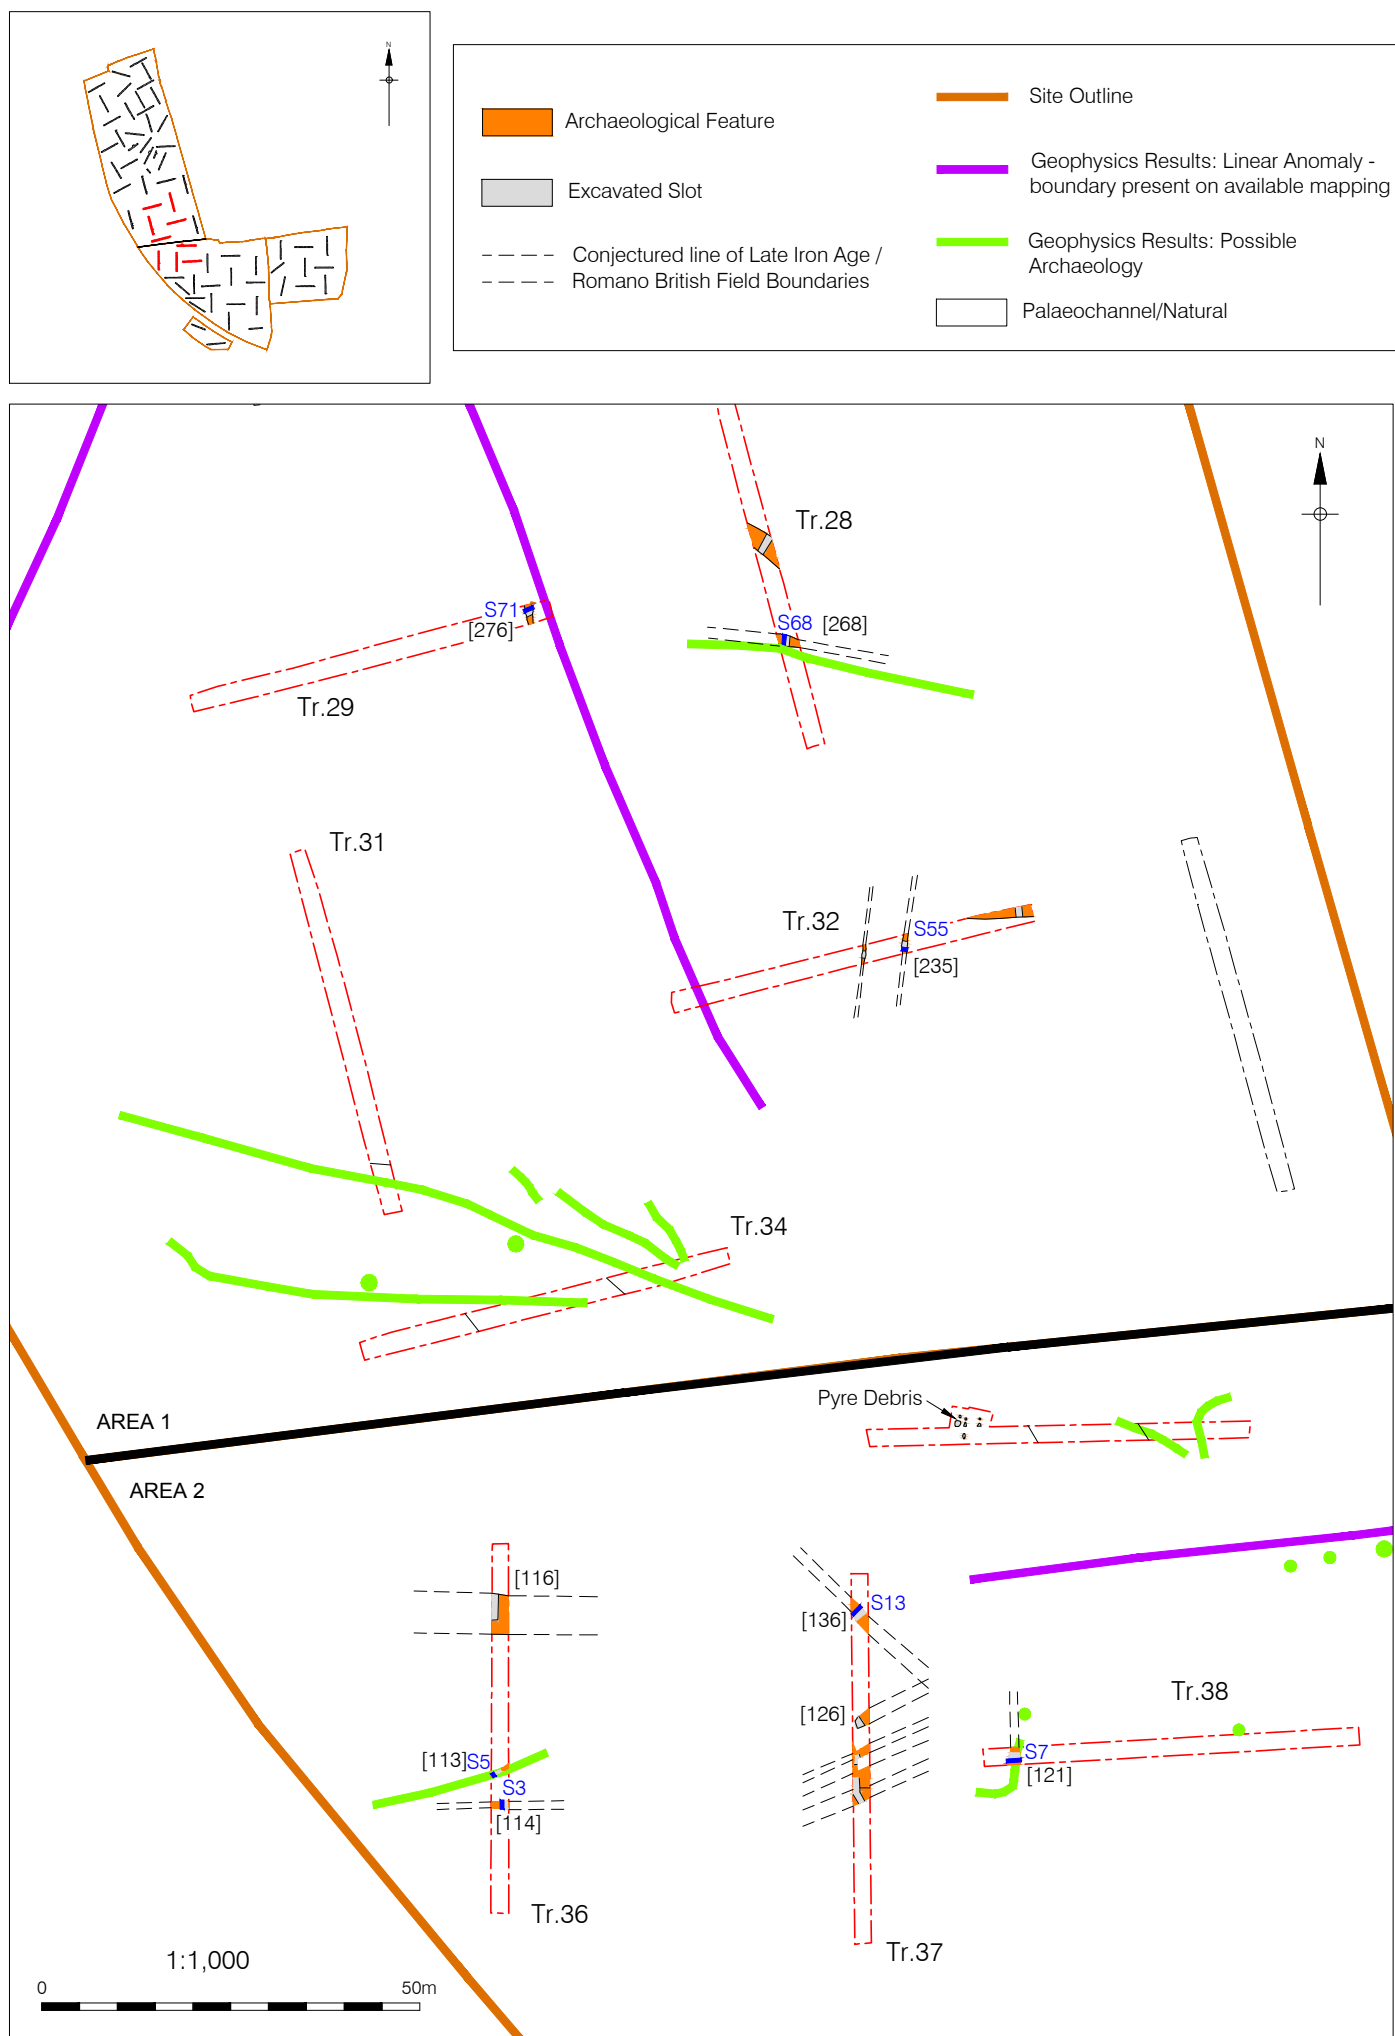 N
Archaeological Feature
Excavated Slot
Conjectured line of Late Iron Age /
Romano British Field Boundaries
Site Outline
Geophysics Results: Linear Anomaly -
boundary present on available mapping
Geophysics Results: Possible
Archaeology
Palaeochannel/Natural
N
Tr.28
S71
[276]
S68 [268]
Tr.29
Tr.31
Tr.32
S55
[235]
Tr.34
Pyre Debris
AREA 1
AREA 2
[116]
S13
[136]
Tr.38
[126]
[113] S5
S7
[121]
S3
[114]
Tr.36
Tr.37
1:1,000
0 50m